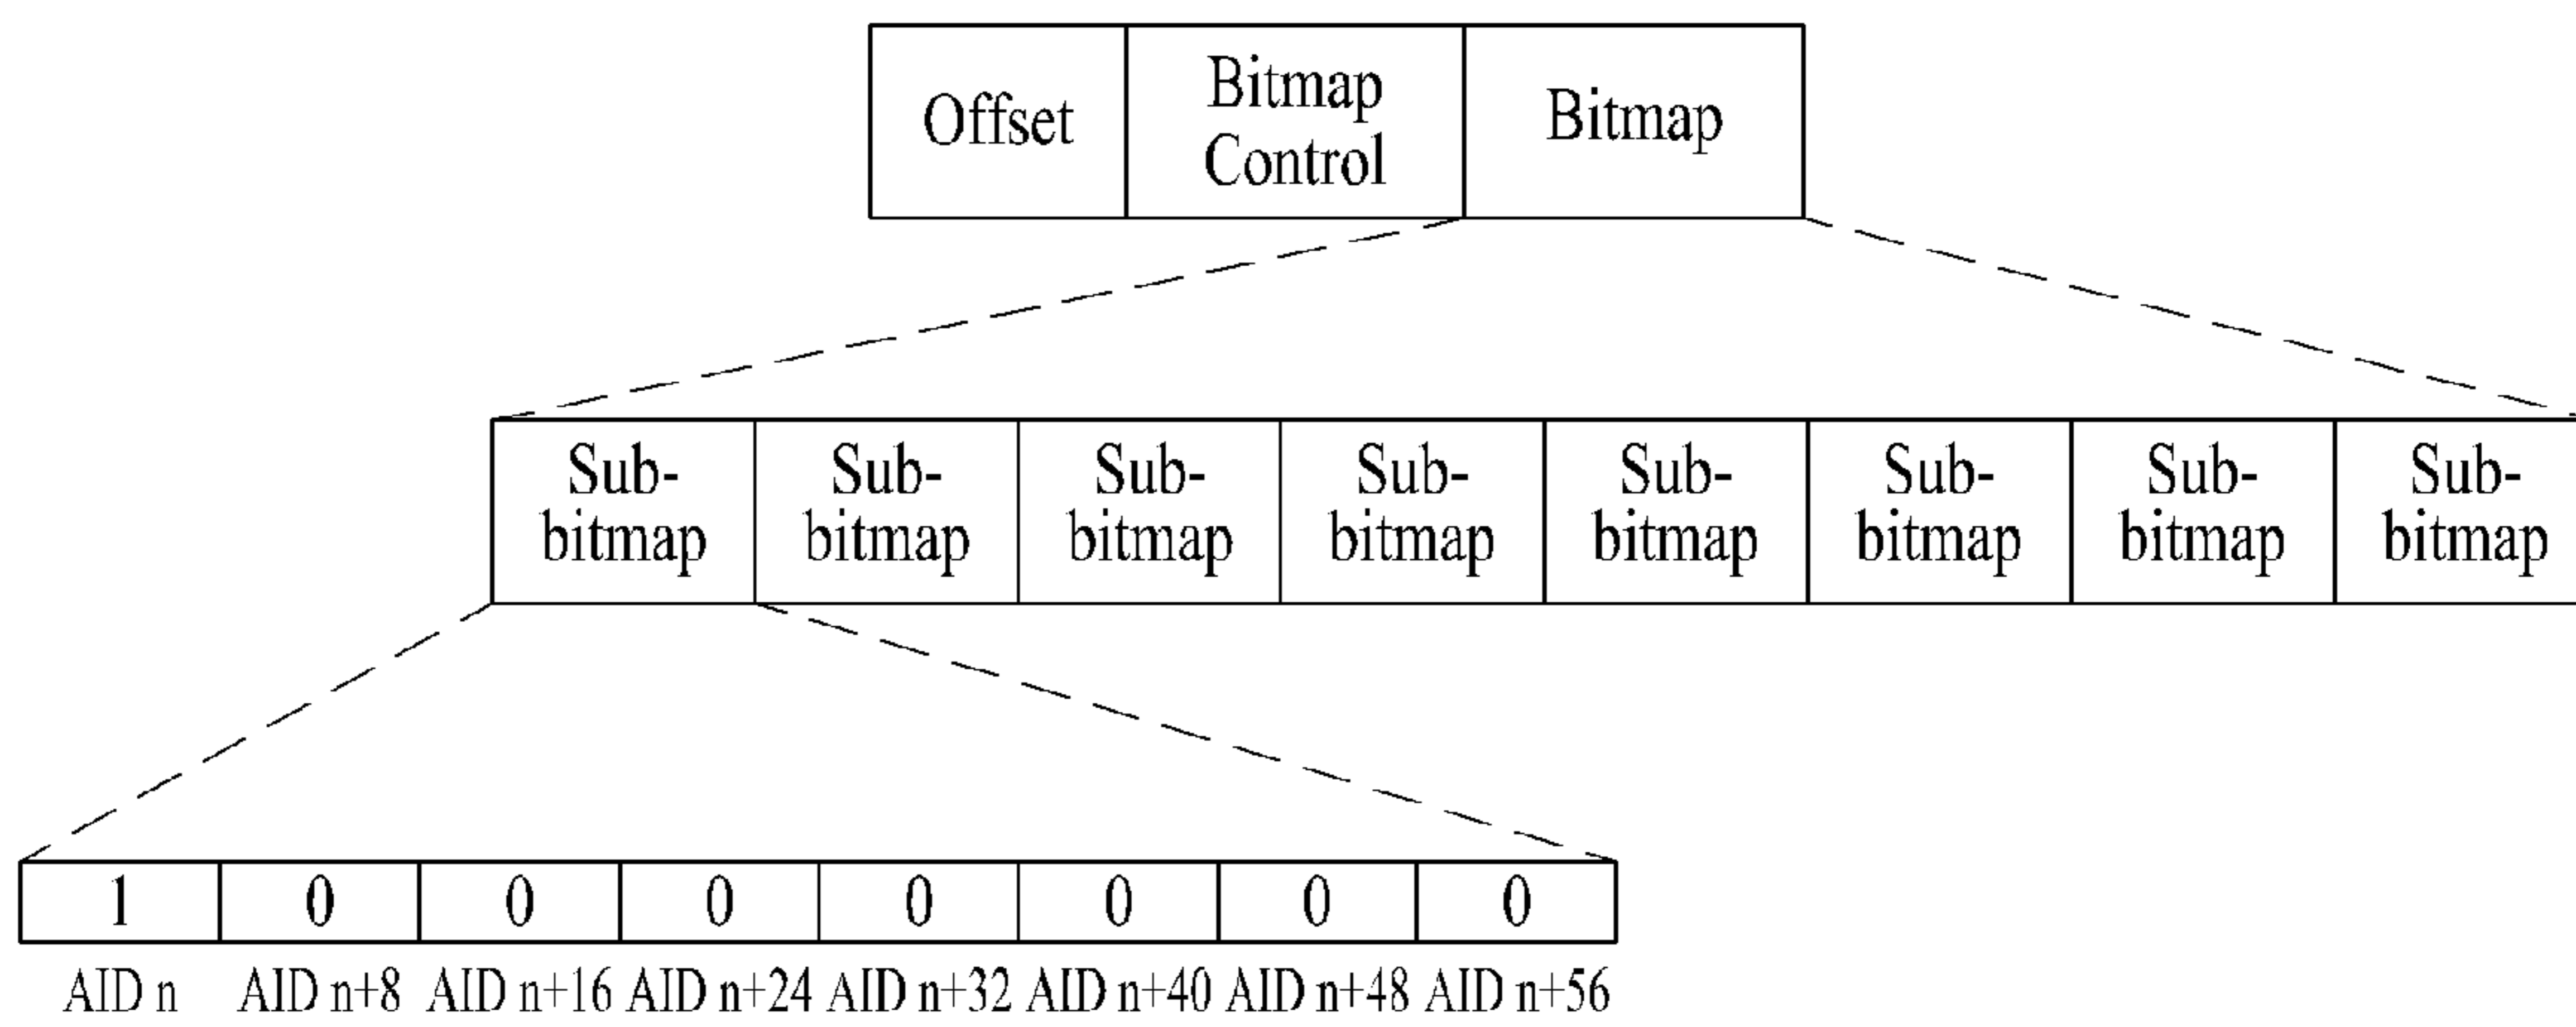 Offset
Bitmap
Control
Bitmap
Sub-
bitmap
Sub-
bitmap
Sub-
bitmap
Sub-
bitmap
Sub-
bitmap
Sub-
bitmap
Sub-
bitmap
Sub-
bitmap
1 0 0 0 0 0 0 0
AID n AID n+8 AID n+16 AID n+24 AID n+32 AID n+40 AID n+48 AID n+56